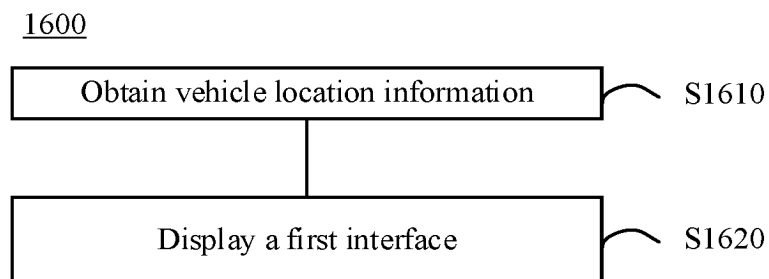 1600
Obtain vehicle location information
S1610
Display a first interface
S1620